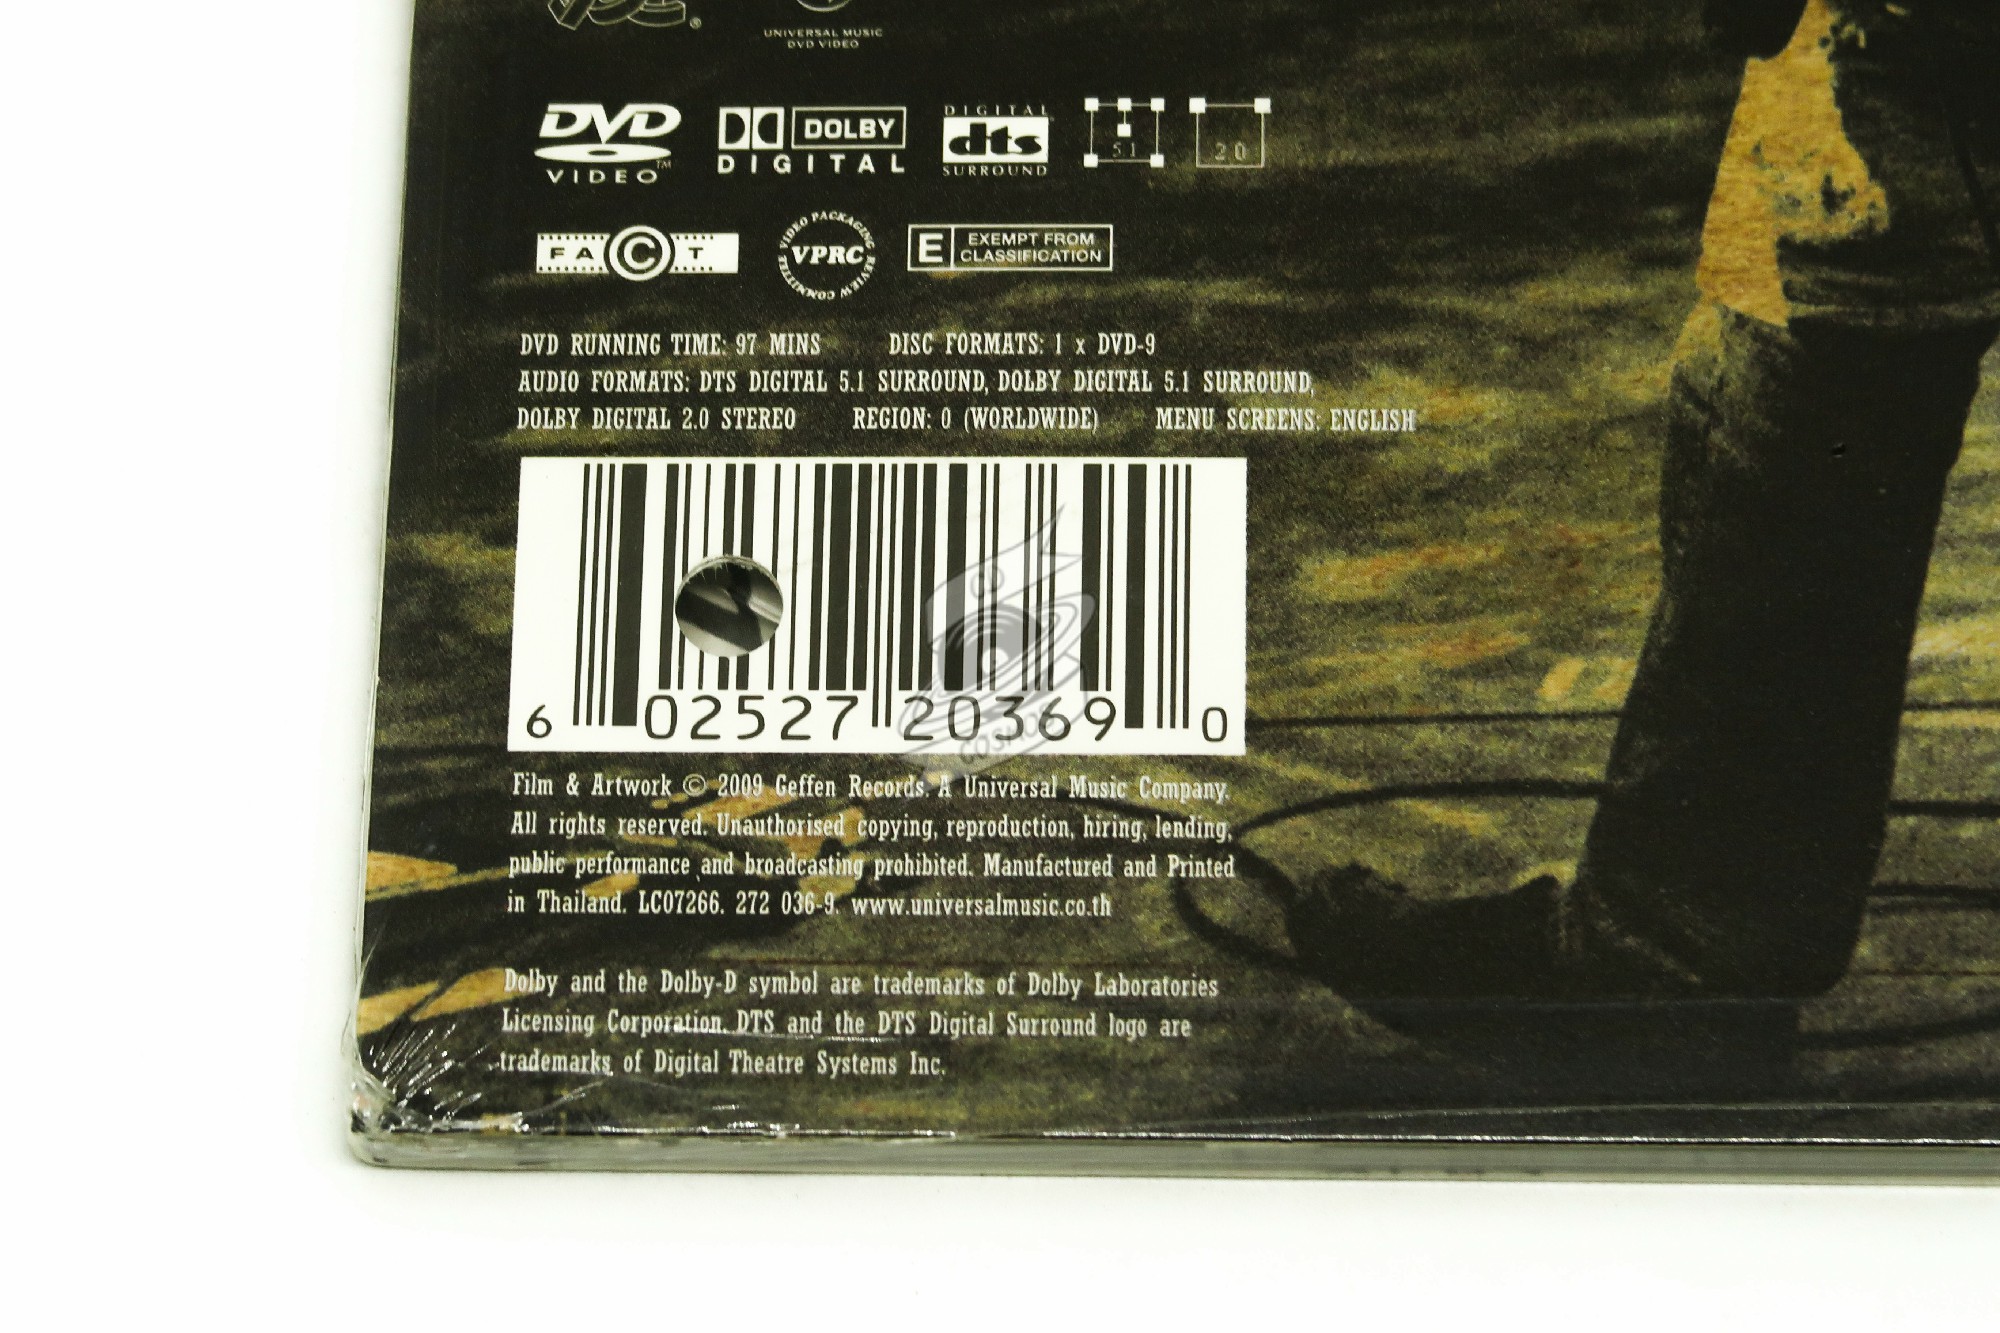 UNIVERSAL MUSIC
DVD VIDEO
DVD
VIDEO™
DOLBY
DIGITAL
DIGITAL
dts
SURROUND
5.1
2 0
FACT
VIDEO PACKAGING REVIEW COMMITTEE
VPRC
E EXEMPT FROM
CLASSIFICATION
DVD RUNNING TIME: 97 MINS DISC FORMATS: 1 x DVD-9
AUDIO FORMATS: DTS DIGITAL 5.1 SURROUND, DOLBY DIGITAL 5.1 SURROUND,
DOLBY DIGITAL 2.0 STEREO REGION: 0 (WORLDWIDE) MENU SCREENS: ENGLISH
CD
COSMOS
6 02527 20369 0
Film & Artwork © 2009 Geffen Records. A Universal Music Company.
All rights reserved. Unauthorised copying, reproduction, hiring, lending,
public performance and broadcasting prohibited. Manufactured and Printed
in Thailand. LC07266. 272 036-9. www.universalmusic.co.th
Dolby and the Dolby-D symbol are trademarks of Dolby Laboratories
Licensing Corporation. DTS and the DTS Digital Surround logo are
trademarks of Digital Theatre Systems Inc.